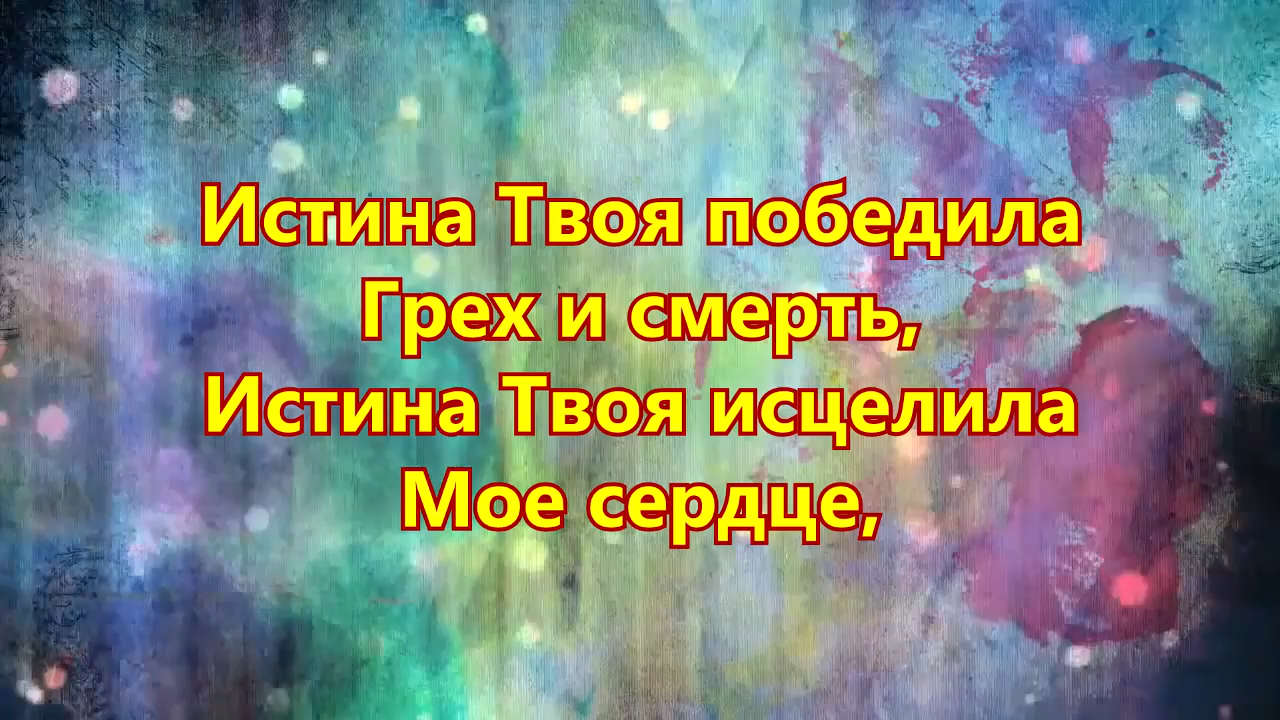 Истина Твоя победила
Грех и смерть,
Истина Твоя исцелила
Мое сердце,